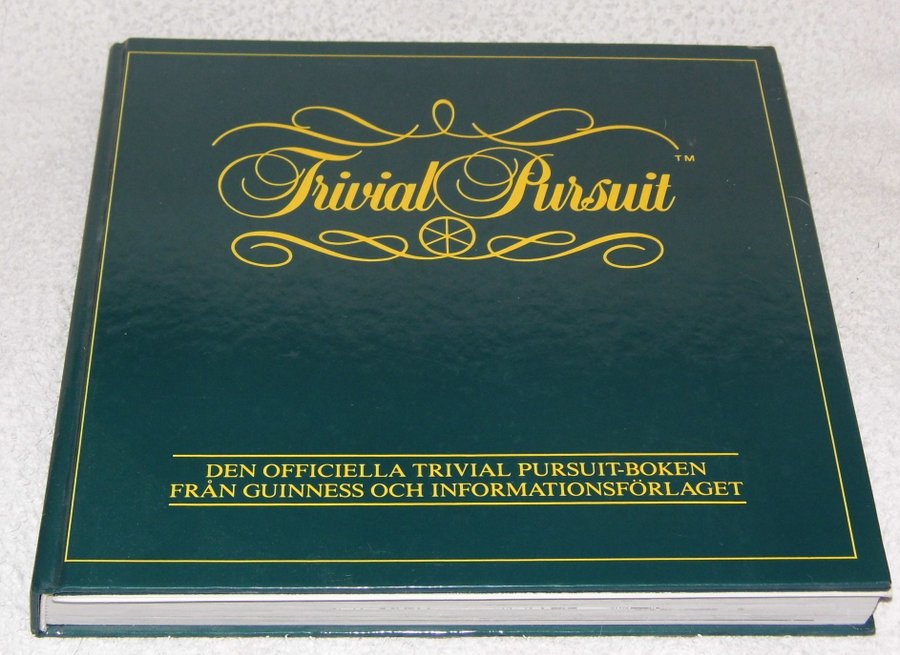 Trivial Pursuit™
DEN OFFICIELLA TRIVIAL PURSUIT-BOKEN
FRÅN GUINNESS OCH INFORMATIONSFÖRLAGET